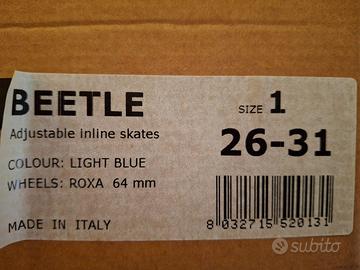 BEETLE
Adjustable inline skates
SIZE 1
26-31
COLOUR: LIGHT BLUE
WHEELS: ROXA 64 mm
MADE IN ITALY
8 032715 520131
subito